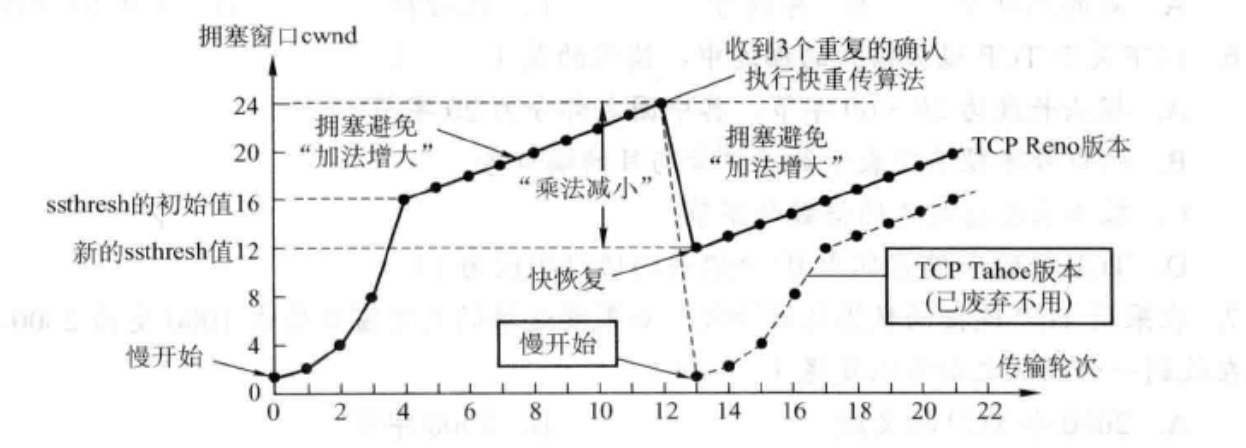 拥塞窗口cwnd
收到3个重复的确认
执行快重传算法
24
拥塞避免
“加法增大”
拥塞避免
“加法增大”
TCP Reno版本
20
“乘法减小”
ssthresh的初始值16
新的ssthresh值12
快恢复
TCP Tahoe版本
(已废弃不用)
8
慢开始
4
慢开始
传输轮次
0
0 2 4 6 8 10 12 14 16 18 20 22